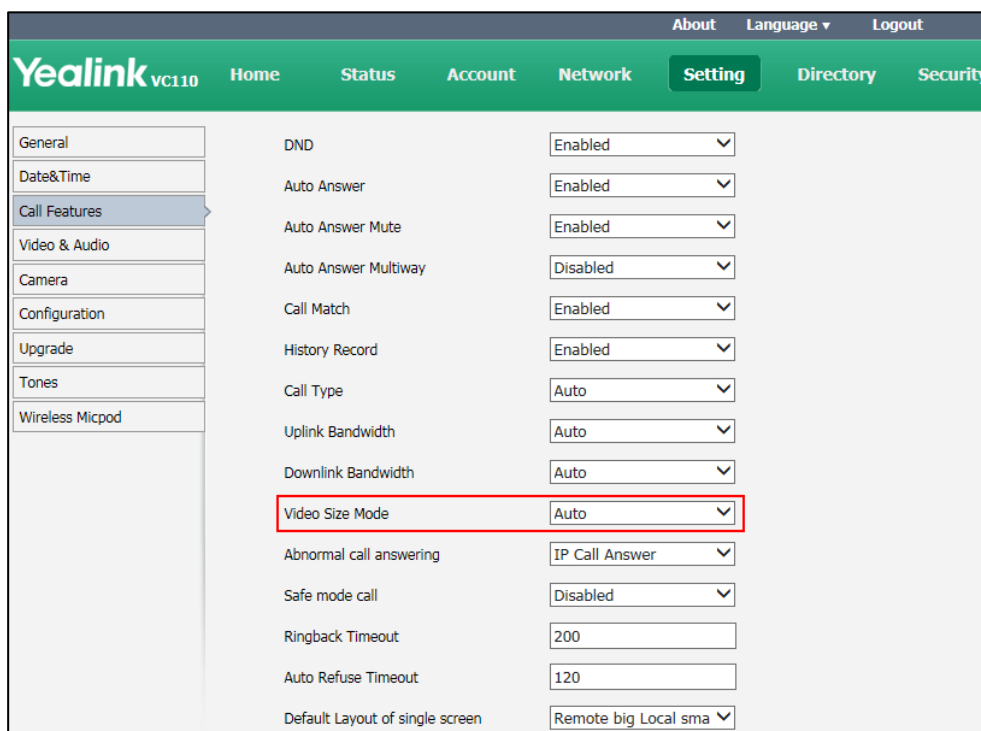 About Language ▾ Logout
Yealink VC110 Home Status Account Network Setting Directory Security
General
Date&Time
Call Features
Video & Audio
Camera
Configuration
Upgrade
Tones
Wireless Micpod
DND Enabled
Auto Answer Enabled
Auto Answer Mute Enabled
Auto Answer Multiway Disabled
Call Match Enabled
History Record Enabled
Call Type Auto
Uplink Bandwidth Auto
Downlink Bandwidth Auto
Video Size Mode Auto
Abnormal call answering IP Call Answer
Safe mode call Disabled
Ringback Timeout 200
Auto Refuse Timeout 120
Default Layout of single screen Remote big Local sma